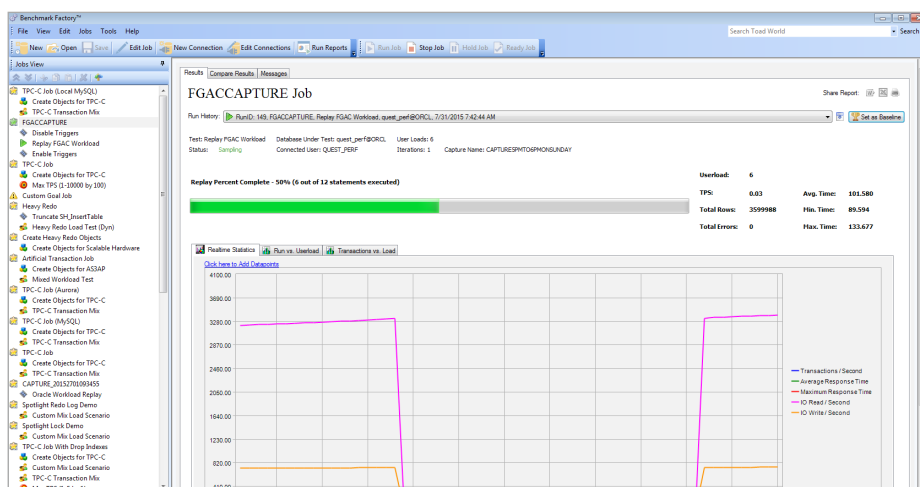 Benchmark Factory™
File View Edit Jobs Tools Help
Search Toad World
Search
New Open Save Edit Job New Connection Edit Connections Run Reports Run Job Stop Job Hold Job Ready Job
Jobs View
TPC-C Job (Local MySQL)
Create Objects for TPC-C
TPC-C Transaction Mix
FGACCAPTURE
Disable Triggers
Replay FGAC Workload
Enable Triggers
TPC-C Job
Create Objects for TPC-C
Max TPS (1-10000 by 100)
Custom Goal Job
Heavy Redo
Truncate SH_InsertTable
Heavy Redo Load Test (Dyn)
Create Heavy Redo Objects
Create Objects for Scalable Hardware
Artificial Transaction Job
Create Objects for AS3AP
Mixed Workload Test
TPC-C Job (Aurora)
Create Objects for TPC-C
TPC-C Transaction Mix
TPC-C Job (MySQL)
Create Objects for TPC-C
TPC-C Transaction Mix
TPC-C Job
Create Objects for TPC-C
TPC-C Transaction Mix
CAPTURE_20152701093455
Oracle Workload Replay
Spotlight Redo Log Demo
Custom Mix Load Scenario
Spotlight Lock Demo
Custom Mix Load Scenario
TPC-C Job With Drop Indexes
Create Objects for TPC-C
Custom Mix Load Scenario
TPC-C Transaction Mix
Results Compare Results Messages
FGACCAPTURE Job
Share Report:
Run History: RunID: 149, FGACCAPTURE, Replay FGAC Workload, quest_perf@ORCL, 7/31/2015 7:42:44 AM
Set as Baseline
Test: Replay FGAC Workload Database Under Test: quest_perf@ORCL User Loads: 6
Status: Sampling Connected User: QUEST_PERF Iterations: 1 Capture Name: CAPTURE5PMTO6PMONSUNDAY
Replay Percent Complete - 50% (6 out of 12 statements executed)
Userload: 6
TPS: 0.03 Avg. Time: 101.580
Total Rows: 3599988 Min. Time: 89.594
Total Errors: 0 Max. Time: 133.677
Realtime Statistics Run vs. Userload Transactions vs. Load
Click here to Add Datapoints
4100.00
3690.00
3280.00
2870.00
2460.00
2050.00
1640.00
1230.00
820.00
410.00
Transactions / Second
Average Response Time
Maximum Response Time
IO Read / Second
IO Write / Second